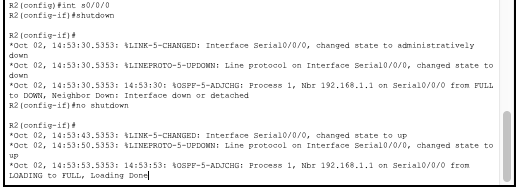 R2(config)#int s0/0/0
R2(config-if)#shutdown
R2(config-if)#
*Oct 02, 14:53:30.5353: %LINK-5-CHANGED: Interface Serial0/0/0, changed state to administratively
down
*Oct 02, 14:53:30.5353: %LINEPROTO-5-UPDOWN: Line protocol on Interface Serial0/0/0, changed state to
down
*Oct 02, 14:53:30.5353: 14:53:30: %OSPF-5-ADJCHG: Process 1, Nbr 192.168.1.1 on Serial0/0/0 from FULL
to DOWN, Neighbor Down: Interface down or detached
R2(config-if)#no shutdown
R2(config-if)#
*Oct 02, 14:53:43.5353: %LINK-5-CHANGED: Interface Serial0/0/0, changed state to up
*Oct 02, 14:53:50.5353: %LINEPROTO-5-UPDOWN: Line protocol on Interface Serial0/0/0, changed state to
up
*Oct 02, 14:53:53.5353: 14:53:53: %OSPF-5-ADJCHG: Process 1, Nbr 192.168.1.1 on Serial0/0/0 from
LOADING to FULL, Loading Done